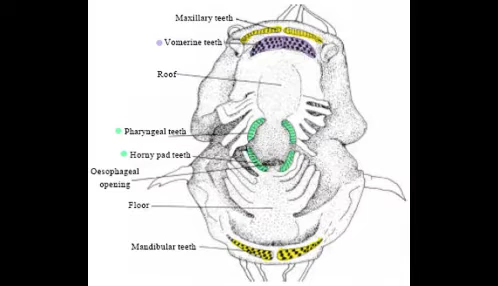 Maxillary teeth
Vomerine teeth
Roof
Pharyngeal teeth
Horny pad teeth
Oesophageal
opening
Floor
Mandibular teeth